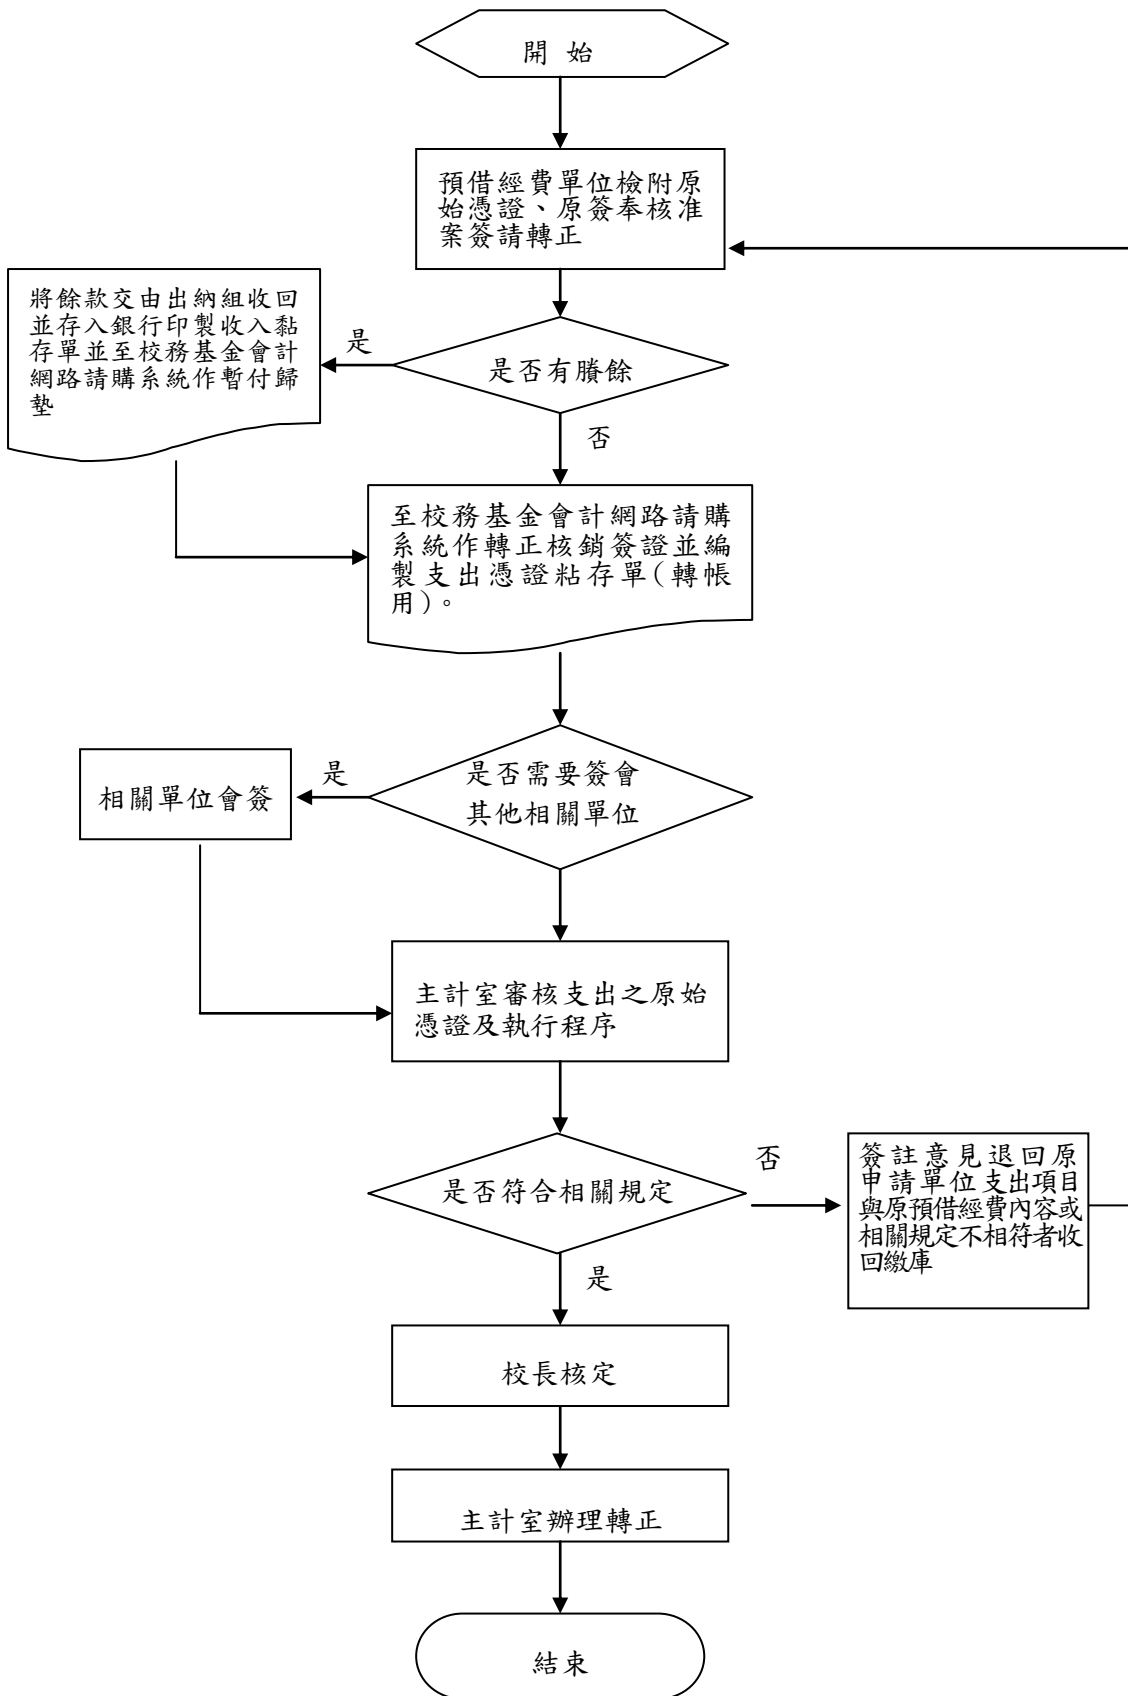 開 始
預借經費單位檢附原
始憑證、原簽奉核准
案簽請轉正
將餘款交由出納組收回
並存入銀行印製收入黏
存單並至校務基金會計
網路請購系統作暫付歸
墊
是
是否有賸餘
否
至校務基金會計網路請購
系統作轉正核銷簽證並編
製支出憑證粘存單(轉帳
用)。
是否需要簽會
其他相關單位
是
相關單位會簽
主計室審核支出之原始
憑證及執行程序
是否符合相關規定
否
簽註意見退回原
申請單位支出項目
與原預借經費內容或
相關規定不相符者收
回繳庫
是
校長核定
主計室辦理轉正
結束